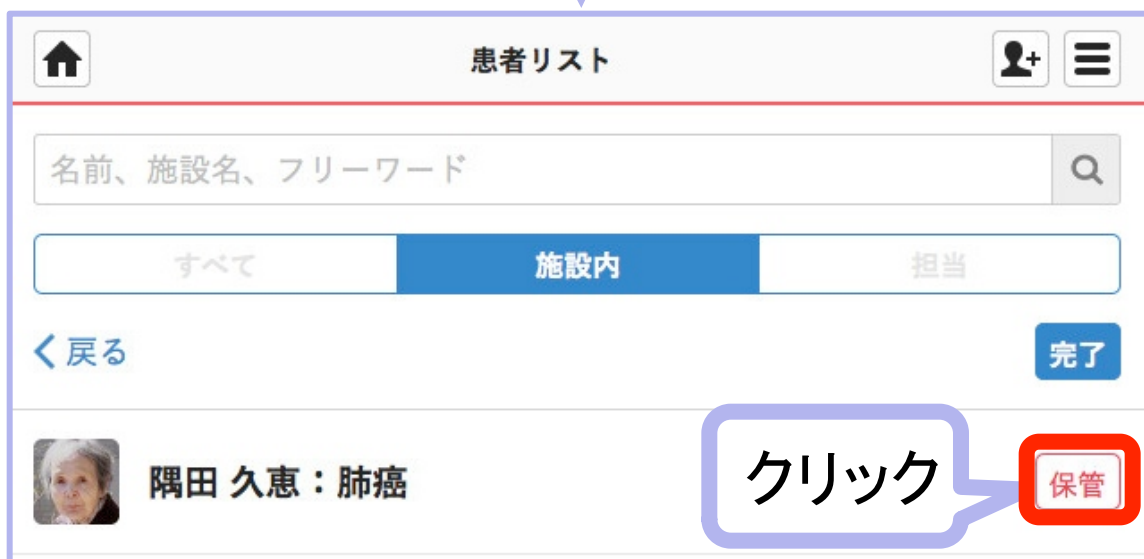 患者リスト
名前、施設名、フリーワード
すべて 施設内 担当
戻る 完了
隅田 久恵：肺癌 クリック 保管